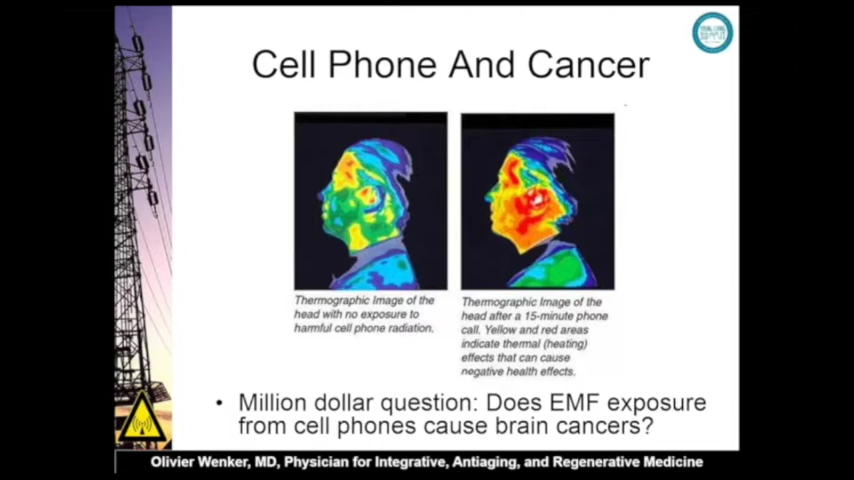 Cell Phone And Cancer
Thermographic Image of the
head with no exposure to
harmful cell phone radiation.
Thermographic Image of the
head after a 15-minute phone
call. Yellow and red areas
indicate thermal (heating)
effects that can cause
negative health effects.
• Million dollar question: Does EMF exposure
from cell phones cause brain cancers?
Olivier Wenker, MD, Physician for Integrative, Antiaging, and Regenerative Medicine